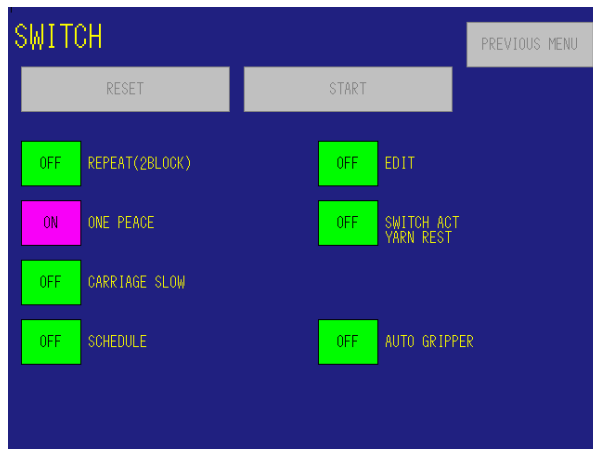 SWITCH
PREVIOUS MENU
RESET
START
OFF REPEAT(2BLOCK)
OFF EDIT
ON ONE PEACE
OFF SWITCH ACT
YARN REST
OFF CARRIAGE SLOW
OFF SCHEDULE
OFF AUTO GRIPPER